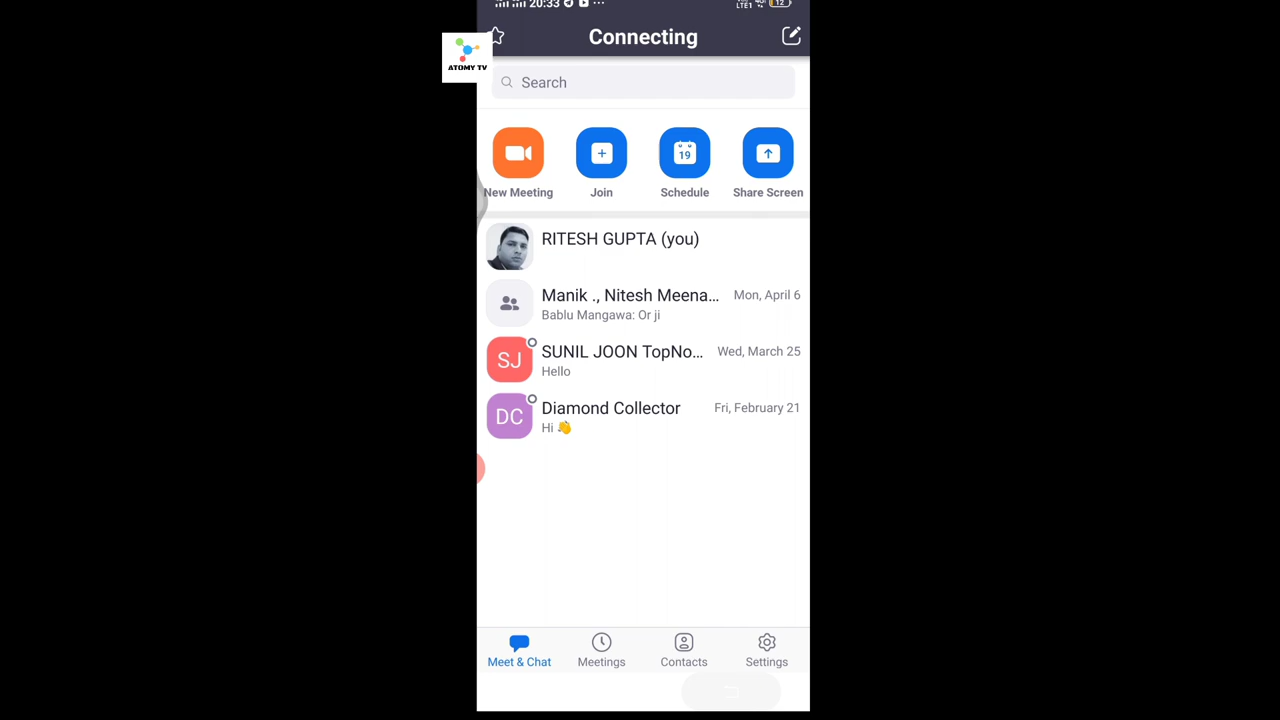 20:33
LTE1
12
Connecting
ATOMY TV
Search
19
New Meeting
Join
Schedule
Share Screen
RITESH GUPTA (you)
Manik ., Nitesh Meena...
Mon, April 6
Bablu Mangawa: Or ji
SJ
SUNIL JOON TopNo...
Wed, March 25
Hello
DC
Diamond Collector
Fri, February 21
Hi 👋
Meet & Chat
Meetings
Contacts
Settings